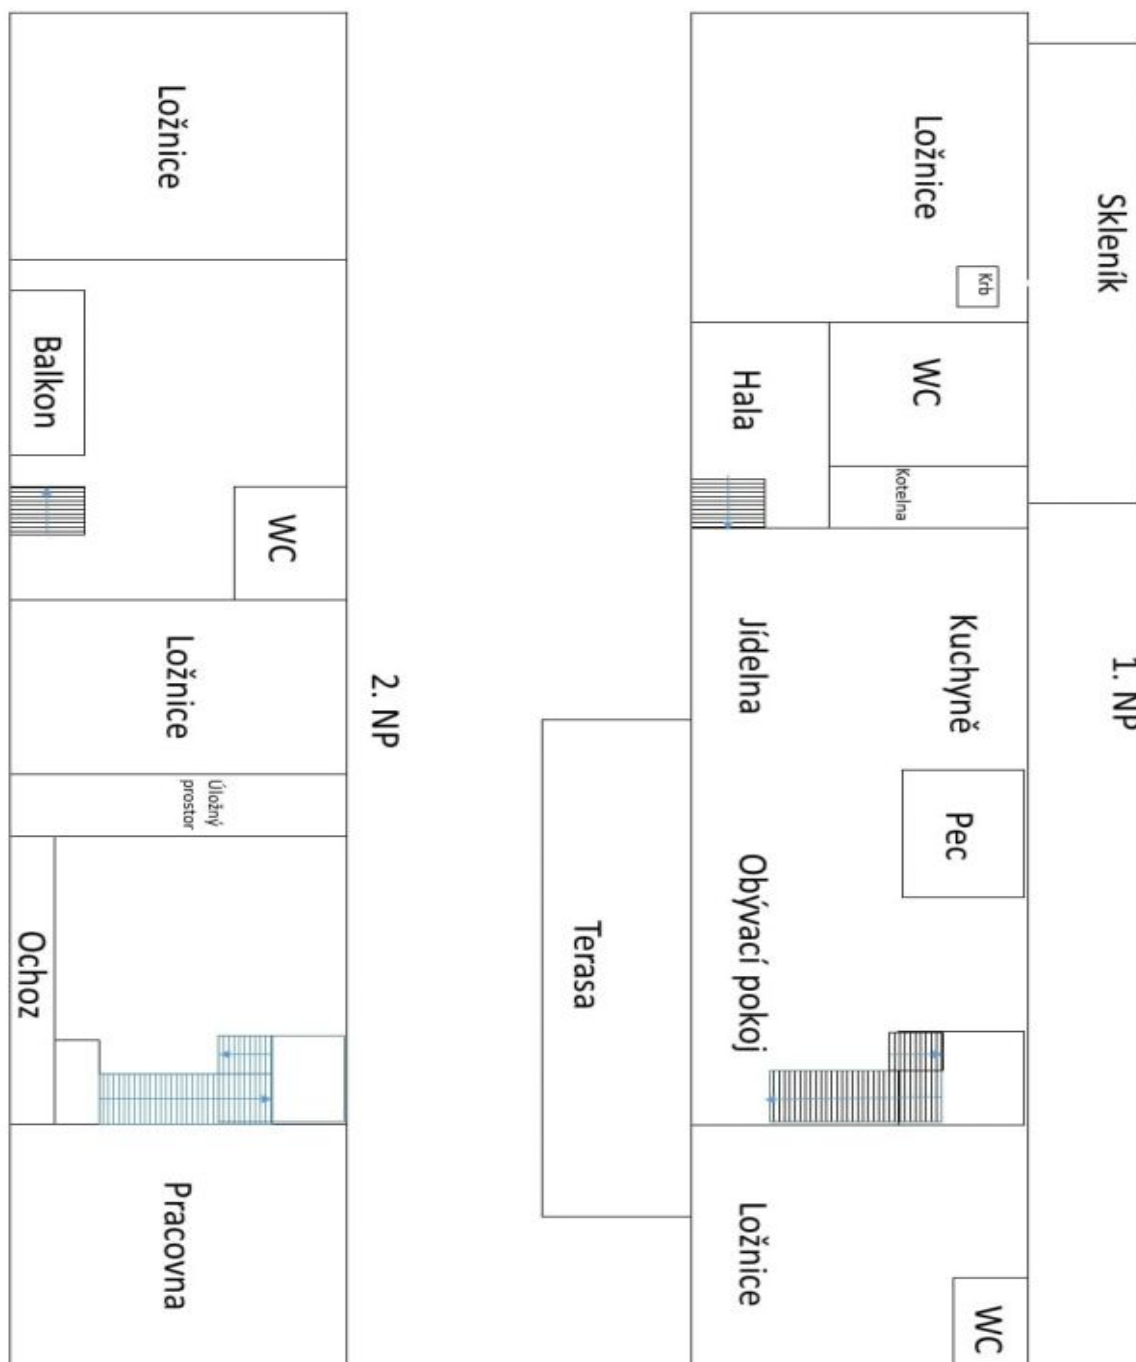 1. NP
Skleník
Ložnice
Krb
WC
Kotelna
Kuchyně
Pec
WC
Hala
Jídelna
Obývací pokoj
Ložnice
Terasa
2. NP
Ložnice
WC
Ložnice
Úložný
prostor
Pracovna
Balkon
Ochoz